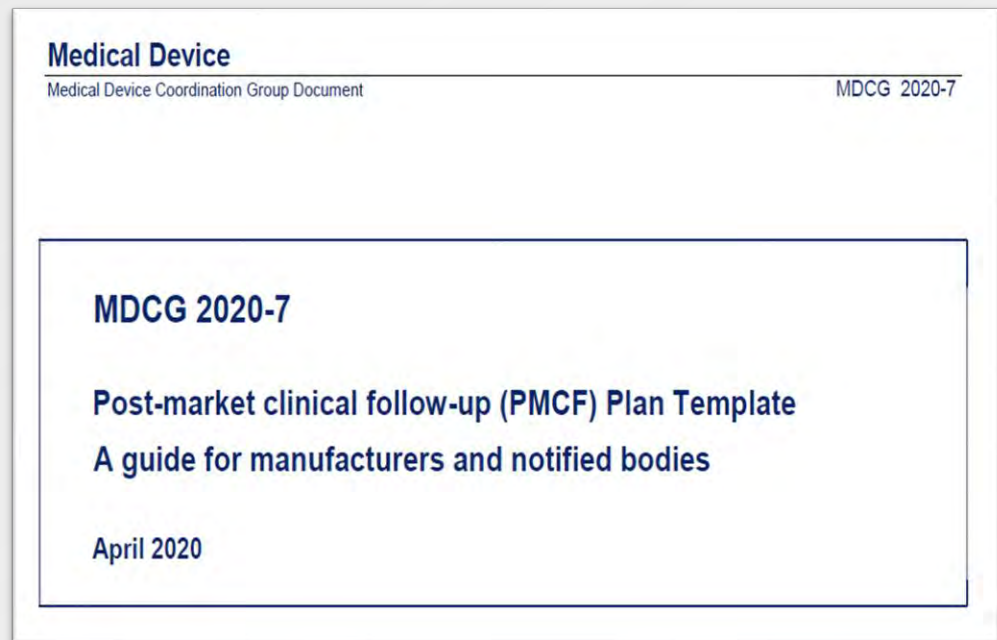 Medical Device
Medical Device Coordination Group Document MDCG 2020-7
MDCG 2020-7
Post-market clinical follow-up (PMCF) Plan Template
A guide for manufacturers and notified bodies
April 2020